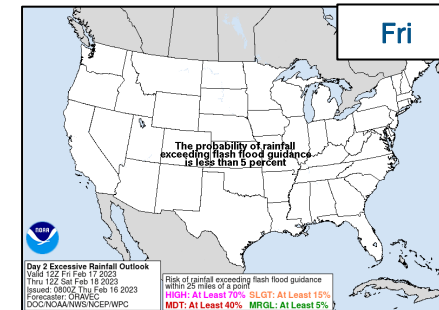 Fri
The probability of rainfall
exceeding flash flood guidance
is less than 5 percent
NOAA
Day 2 Excessive Rainfall Outlook
Valid 12Z Fri Feb 17 2023
Thru 12Z Sat Feb 18 2023
Issued: 0800Z Thu Feb 16 2023
Forecaster: ORAVEC
DOC/NOAA/NWS/NCEP/WPC
Risk of rainfall exceeding flash flood guidance
within 25 miles of a point
HIGH: At Least 70% SLGT: At Least 15%
MDT: At Least 40% MRGL: At Least 5%